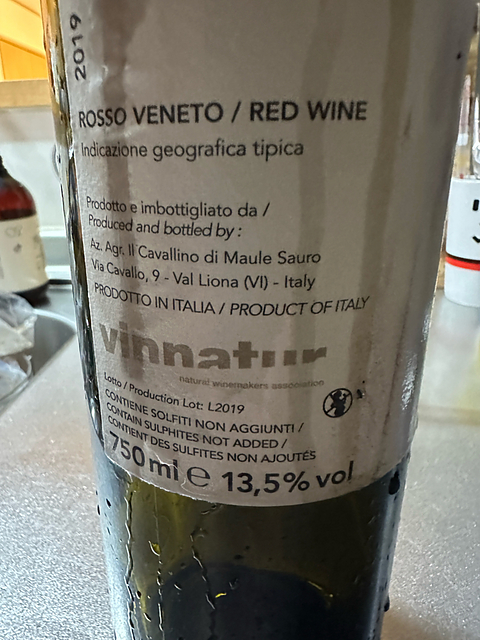 2019
ROSSO VENETO / RED WINE
Indicazione geografica tipica
Prodotto e imbottigliato da /
Produced and bottled by :
Az. Agr. Il Cavallino di Maule Sauro
Via Cavallo, 9 - Val Liona (VI) - Italy
PRODOTTO IN ITALIA / PRODUCT OF ITALY
vinnatur
natural winemakers association
Lotto / Production Lot: L2019
CONTIENE SOLFITI NON AGGIUNTI /
CONTAIN SULPHITES NOT ADDED /
CONTIENT DES SULFITES NON AJOUTÉS
750 ml ℮ 13,5% vol